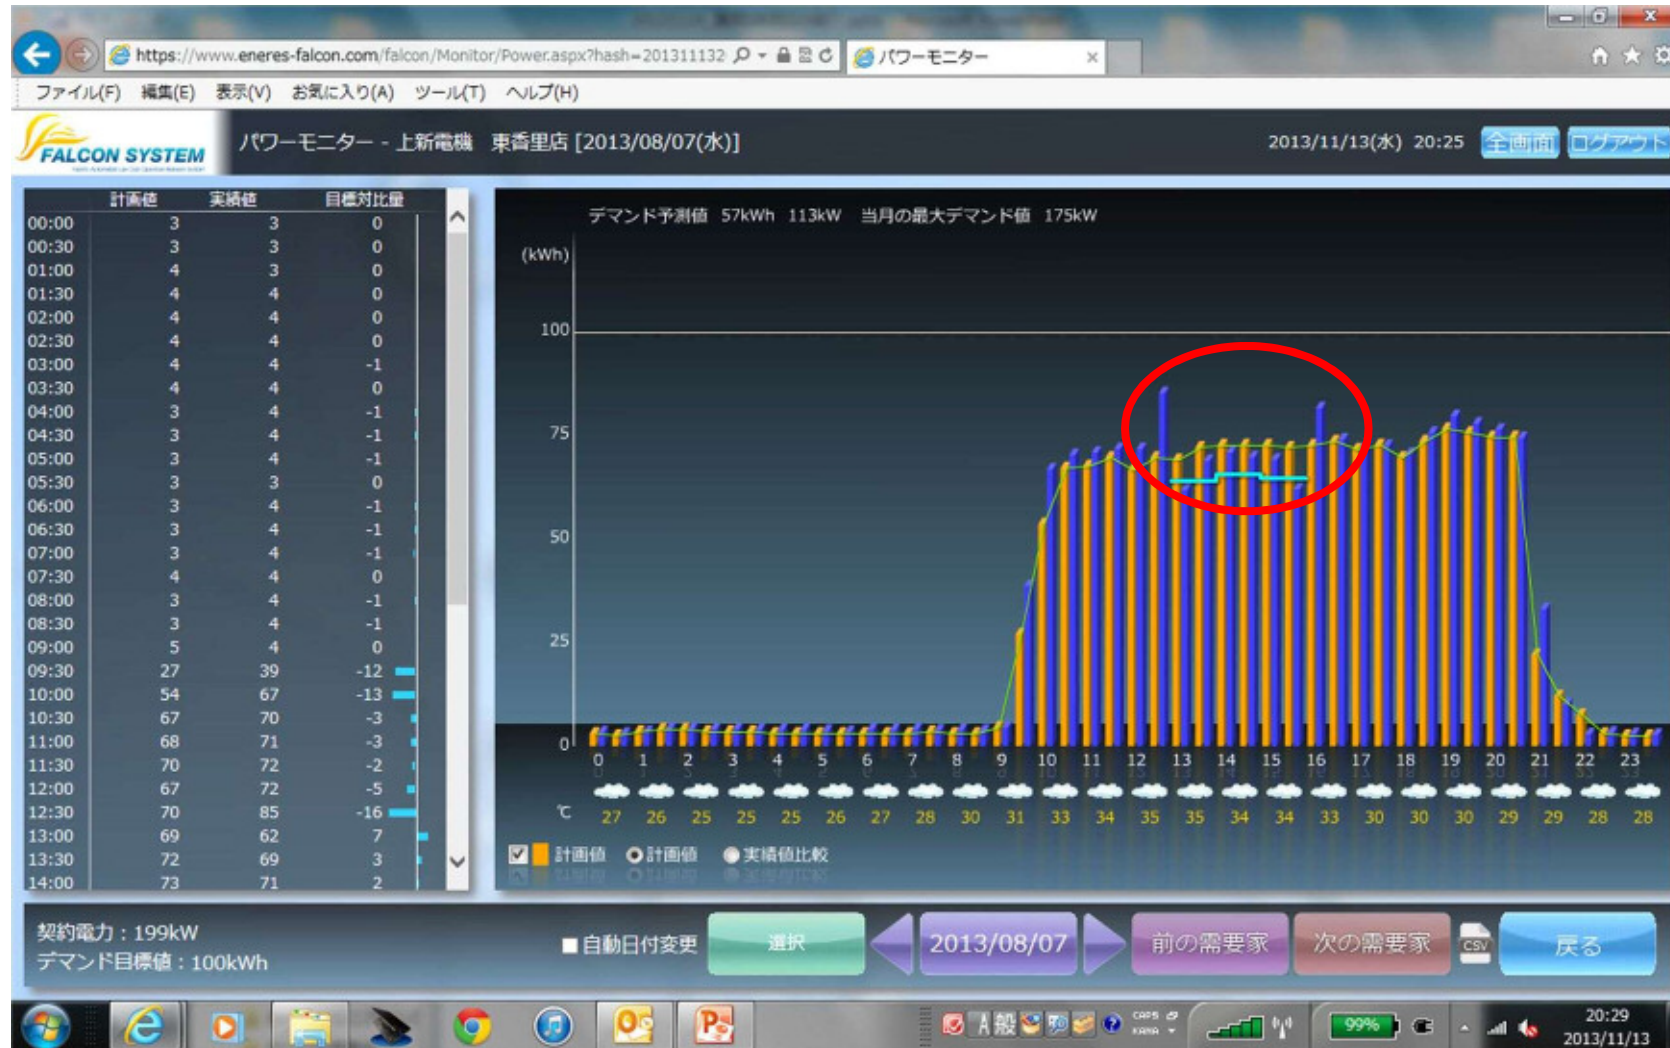 https://www.eneres-falcon.com/falcon/Monitor/Power.aspx?hash=201311132
パワーモニター
ファイル(F) 編集(E) 表示(V) お気に入り(A) ツール(T) ヘルプ(H)
FALCON SYSTEM
パワーモニター - 上新電機 東香里店 [2013/08/07(水)]
2013/11/13(水) 20:25 全画面 ログアウト
計画値 実績値 目標対比量
00:00 3 3 0
00:30 3 3 0
01:00 4 3 0
01:30 4 4 0
02:00 4 4 0
02:30 4 4 0
03:00 4 4 -1
03:30 4 4 0
04:00 3 4 -1
04:30 3 4 -1
05:00 3 4 -1
05:30 3 3 0
06:00 3 4 -1
06:30 3 4 -1
07:00 3 4 -1
07:30 4 4 0
08:00 3 4 -1
08:30 3 4 -1
09:00 5 4 0
09:30 27 39 -12
10:00 54 67 -13
10:30 67 70 -3
11:00 68 71 -3
11:30 70 72 -2
12:00 67 72 -5
12:30 70 85 -16
13:00 69 62 7
13:30 72 69 3
14:00 73 71 2
デマンド予測値 57kWh 113kW 当月の最大デマンド値 175kW
(kWh)
100
75
50
25
0
0 1 2 3 4 5 6 7 8 9 10 11 12 13 14 15 16 17 18 19 20 21 22 23
℃ 27 26 25 25 25 26 27 28 30 31 33 34 35 35 34 34 33 30 30 30 29 29 28 28
計画値 計画値 実績値比較
契約電力：199kW
デマンド目標値：100kWh
自動日付変更 選択 2013/08/07 前の需要家 次の需要家 CSV 戻る
A 般 CAPS KANA 99% 20:29
2013/11/13